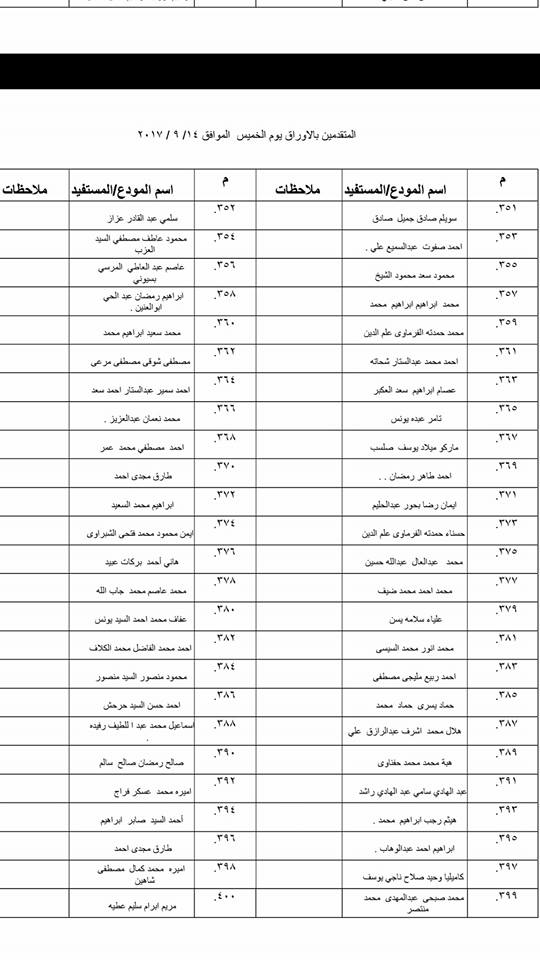 المتقدمين بالاوراق يوم الخميس الموافق ١٤/ ٩ / ٢٠١٧
م اسم المودع/المستفيد ملاحظات م اسم المودع/المستفيد ملاحظات
٣٥١. سويلم صادق جميل صادق ٣٥٢. سلمي عبد القادر عزاز
٣٥٣. احمد صفوت عبدالسميع علي . ٣٥٤. محمود عاطف مصطفي السيد
العزب
٣٥٥. محمود سعد محمود الشيخ ٣٥٦. عاصم عبد العاطي المرسي
بسيوني
٣٥٧. محمد ابراهيم ابراهيم محمد ٣٥٨. ابراهيم رمضان عبد الحي
ابوالعنين .
٣٥٩. محمد حمدته الفرماوى علم الدين ٣٦٠. محمد سعيد ابراهيم محمد
٣٦١. احمد محمد عبدالستار شحاته ٣٦٢. مصطفى شوقى مصطفى مرعى
٣٦٣. عصام ابراهيم سعد العكبر ٣٦٤. احمد سمير عبدالستار احمد سعد
٣٦٥. تامر عبده يونس ٣٦٦. محمد نعمان عبدالعزيز .
٣٦٧. ماركو ميلاد يوسف صلسب ٣٦٨. احمد مصطفي محمد عمر
٣٦٩. احمد طاهر رمضان . . ٣٧٠. طارق مجدى احمد
٣٧١. ايمان رضا بحور عبدالحليم ٣٧٢. ابراهيم محمد السعيد
٣٧٣. حسناء حمدته الفرماوى علم الدين ٣٧٤. ايمن محمود محمد فتحى الشبراوى
٣٧٥. محمد عبدالعال عبدالله حسين ٣٧٦. هاني أحمد بركات عبيد
٣٧٧. محمد احمد محمد ضيف ٣٧٨. محمد عاصم محمد جاب الله
٣٧٩. علياء سلامه يسن ٣٨٠. عفاف محمد احمد السيد يونس
٣٨١. محمد انور محمد السيسى ٣٨٢. احمد محمد الفاضل محمد الكلاف
٣٨٣. احمد ربيع مليجى مصطفى ٣٨٤. محمود منصور السيد منصور
٣٨٥. حماد يسرى حماد محمد ٣٨٦. احمد حسن السيد حرحش
٣٨٧. هلال محمد اشرف عبدالرازق علي ٣٨٨. اسماعيل محمد عبد ا للطيف رفيده
.
٣٨٩. هبة محمد محمد حفناوى ٣٩٠. صالح رمضان صالح سالم
٣٩١. عبد الهادي سامي عبد الهادي راشد ٣٩٢. اميره محمد عسكر فراج
٣٩٣. هيثم رجب ابراهيم محمد . ٣٩٤. أحمد السيد صابر ابراهيم
٣٩٥. ابراهيم احمد عبدالوهاب . ٣٩٦. طارق مجدى احمد
٣٩٧. كاميليا وحيد صلاح ناجي يوسف ٣٩٨. اميره محمد كمال مصطفى
شاهين
٣٩٩. محمد صبحى عبدالمهدى محمد
منتصر
٤٠٠. مريم ابرام سليم عطيه